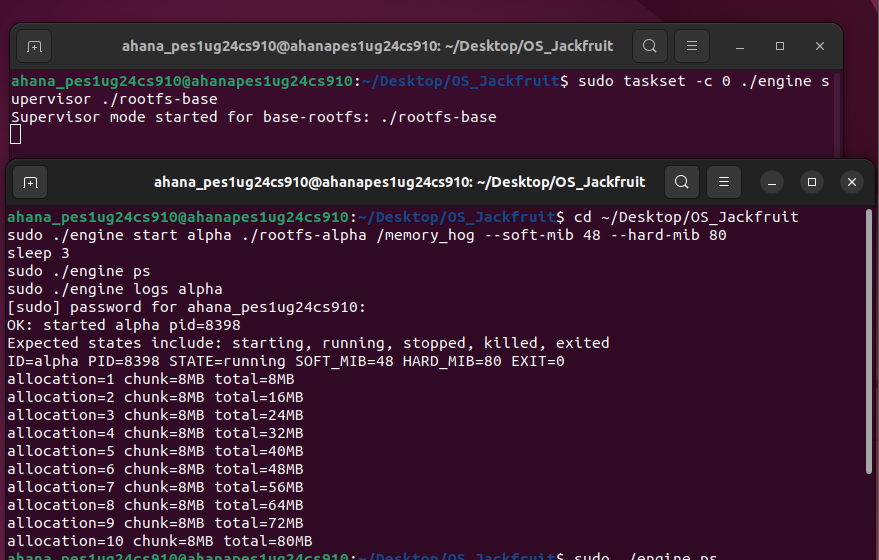 ahana_pes1ug24cs910@ahanapes1ug24cs910: ~/Desktop/OS_Jackfruit
ahana_pes1ug24cs910@ahanapes1ug24cs910:~/Desktop/OS_Jackfruit$ sudo taskset -c 0 ./engine s
upervisor ./rootfs-base
Supervisor mode started for base-rootfs: ./rootfs-base
ahana_pes1ug24cs910@ahanapes1ug24cs910: ~/Desktop/OS_Jackfruit
ahana_pes1ug24cs910@ahanapes1ug24cs910:~/Desktop/OS_Jackfruit$ cd ~/Desktop/OS_Jackfruit
sudo ./engine start alpha ./rootfs-alpha /memory_hog --soft-mib 48 --hard-mib 80
sleep 3
sudo ./engine ps
sudo ./engine logs alpha
[sudo] password for ahana_pes1ug24cs910:
OK: started alpha pid=8398
Expected states include: starting, running, stopped, killed, exited
ID=alpha PID=8398 STATE=running SOFT_MIB=48 HARD_MIB=80 EXIT=0
allocation=1 chunk=8MB total=8MB
allocation=2 chunk=8MB total=16MB
allocation=3 chunk=8MB total=24MB
allocation=4 chunk=8MB total=32MB
allocation=5 chunk=8MB total=40MB
allocation=6 chunk=8MB total=48MB
allocation=7 chunk=8MB total=56MB
allocation=8 chunk=8MB total=64MB
allocation=9 chunk=8MB total=72MB
allocation=10 chunk=8MB total=80MB
ahana_pes1ug24cs910@ahanapes1ug24cs910:~/Desktop/OS_Jackfruit$ sudo ./engine ps